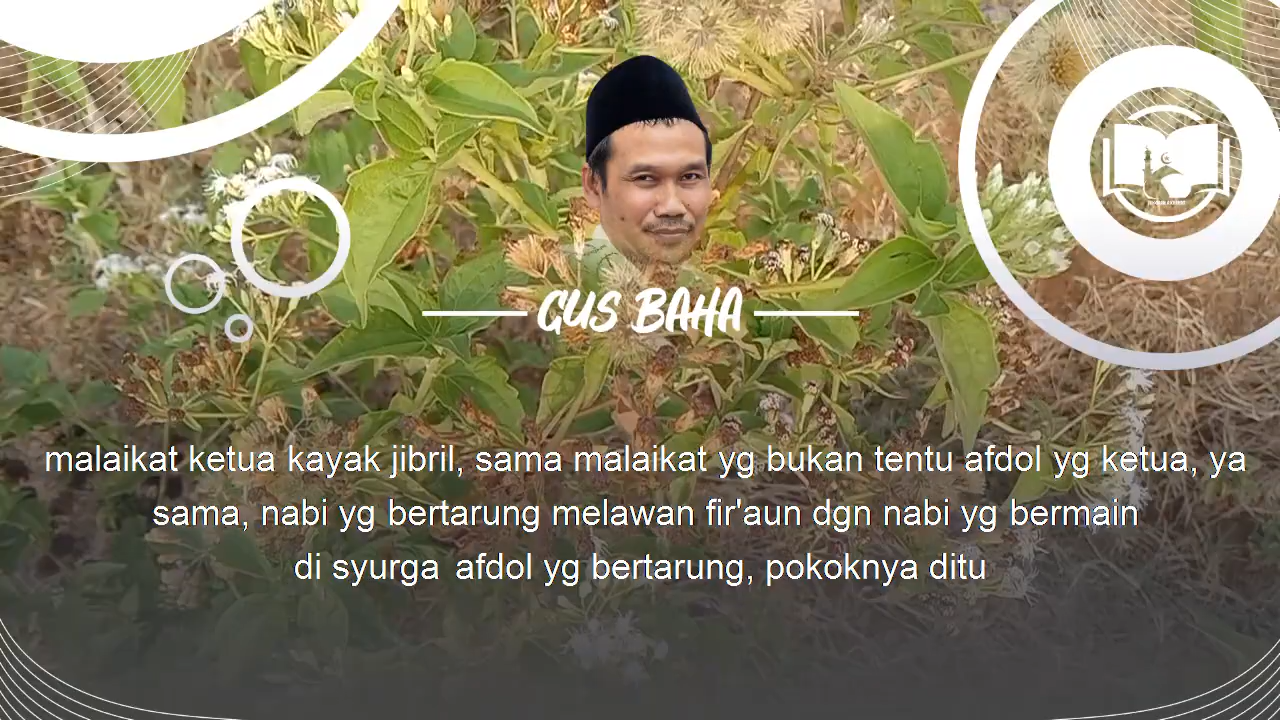 GUS BAHA
malaikat ketua kayak jibril, sama malaikat yg bukan tentu afdol yg ketua, ya
sama, nabi yg bertarung melawan fir'aun dgn nabi yg bermain
di syurga afdol yg bertarung, pokoknya ditu